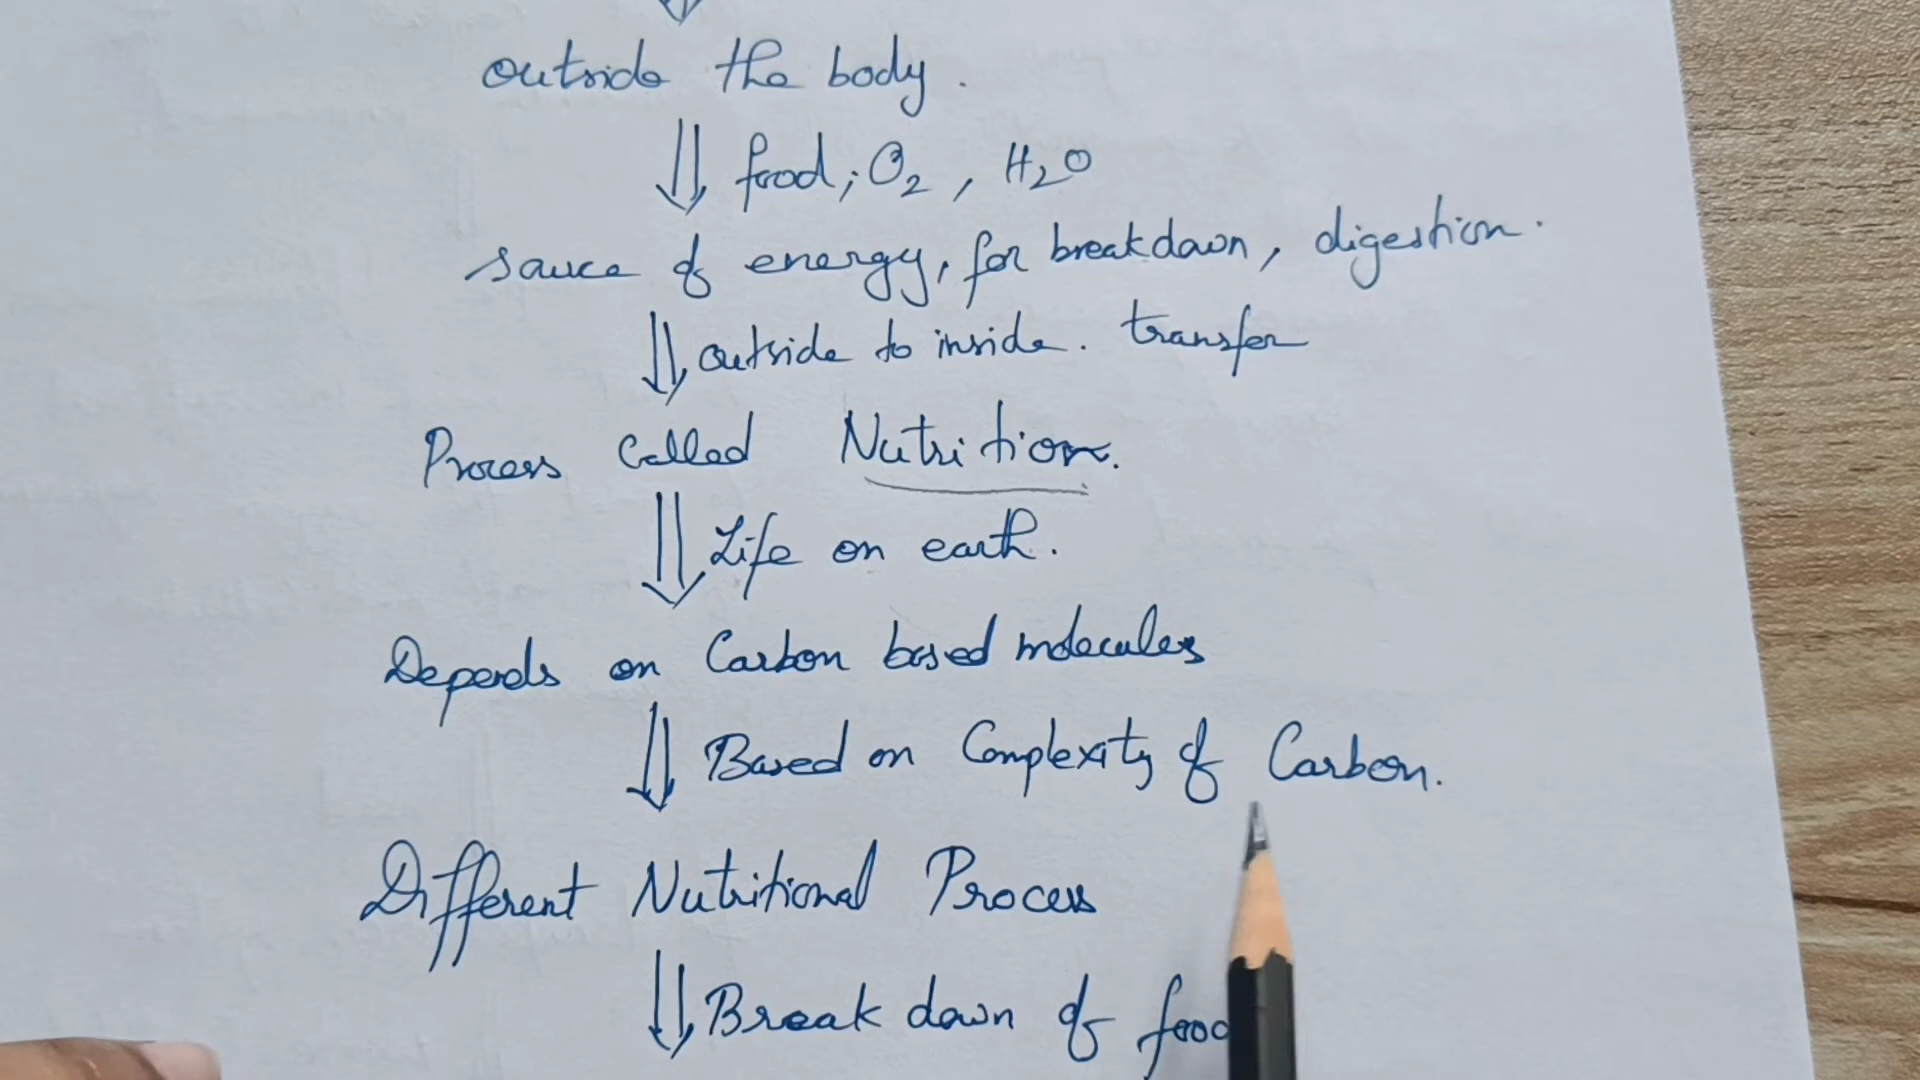 outside the body.
food, O₂, H₂O
sauce of energy, for breakdown, digestion.
outside to inside. transfer
Process Called Nutrition.
Life on earth.
Depends on Carbon based molecules
Based on Complexity of Carbon.
Different Nutritional Process
Break down of food